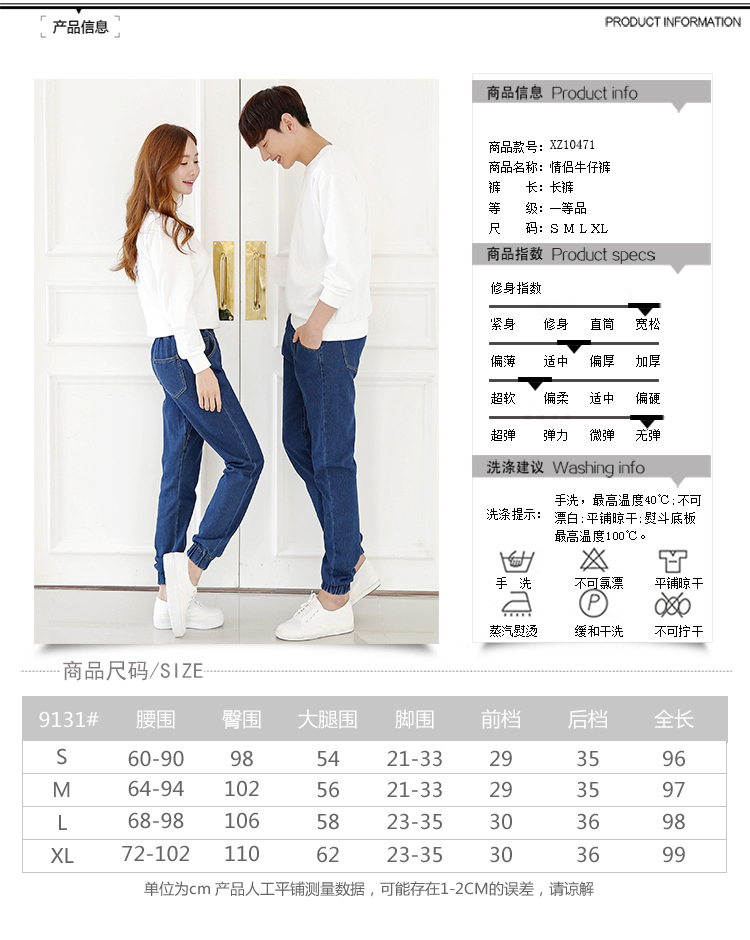 产品信息
PRODUCT INFORMATION
商品信息 Product info
商品款号: XZ10471
商品名称: 情侣牛仔裤
裤 长: 长裤
等 级: 一等品
尺 码: S M L XL
商品指数 Product specs
修身指数
紧身 修身 直筒 宽松
偏薄 适中 偏厚 加厚
超软 偏柔 适中 偏硬
超弹 弹力 微弹 无弹
洗涤建议 Washing info
洗涤提示: 手洗, 最高温度40℃;不可
漂白;平铺晾干;熨斗底板
最高温度100℃。
手 洗 不可氯漂 平铺晾干
P
蒸汽熨烫 缓和干洗 不可拧干
商品尺码/SIZE
9131# 腰围 臀围 大腿围 脚围 前档 后档 全长
S 60-90 98 54 21-33 29 35 96
M 64-94 102 56 21-33 29 35 97
L 68-98 106 58 23-35 30 36 98
XL 72-102 110 62 23-35 30 36 99
单位为cm 产品人工平铺测量数据，可能存在1-2CM的误差，请谅解